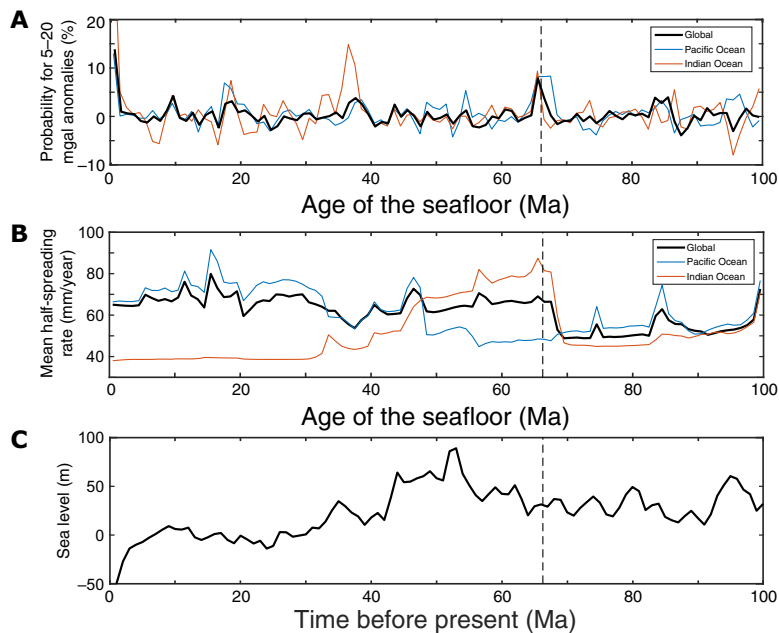 A
Probability for 5–20
mgal anomalies (%)
20
10
0
−10
Global
Pacific Ocean
Indian Ocean
0 20 40 60 80 100
Age of the seafloor (Ma)
B
Mean half-spreading
rate (mm/year)
100
80
60
40
Global
Pacific Ocean
Indian Ocean
0 20 40 60 80 100
Age of the seafloor (Ma)
C
Sea level (m)
100
50
0
−50
0 20 40 60 80 100
Time before present (Ma)